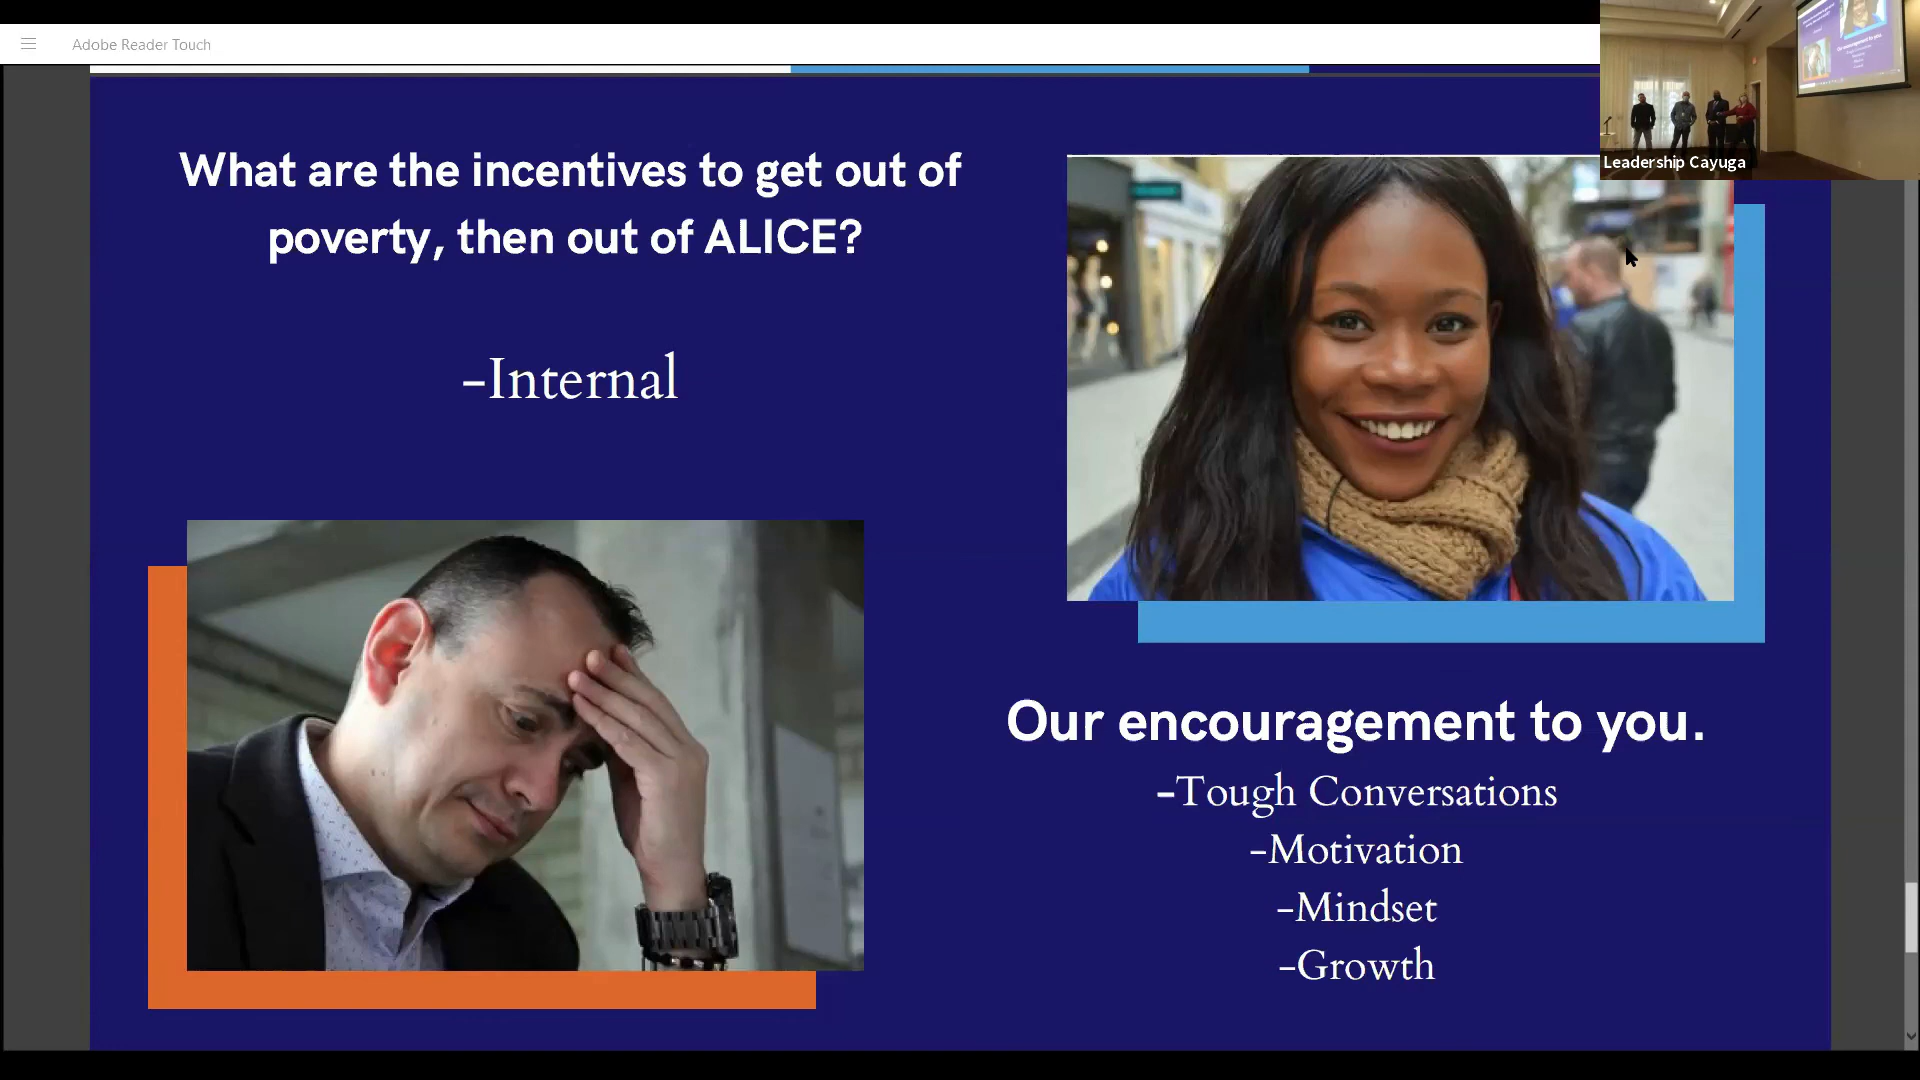 Adobe Reader Touch
Leadership Cayuga
What are the incentives to get out of
poverty, then out of ALICE?
-Internal
Our encouragement to you.
-Tough Conversations
-Motivation
-Mindset
-Growth